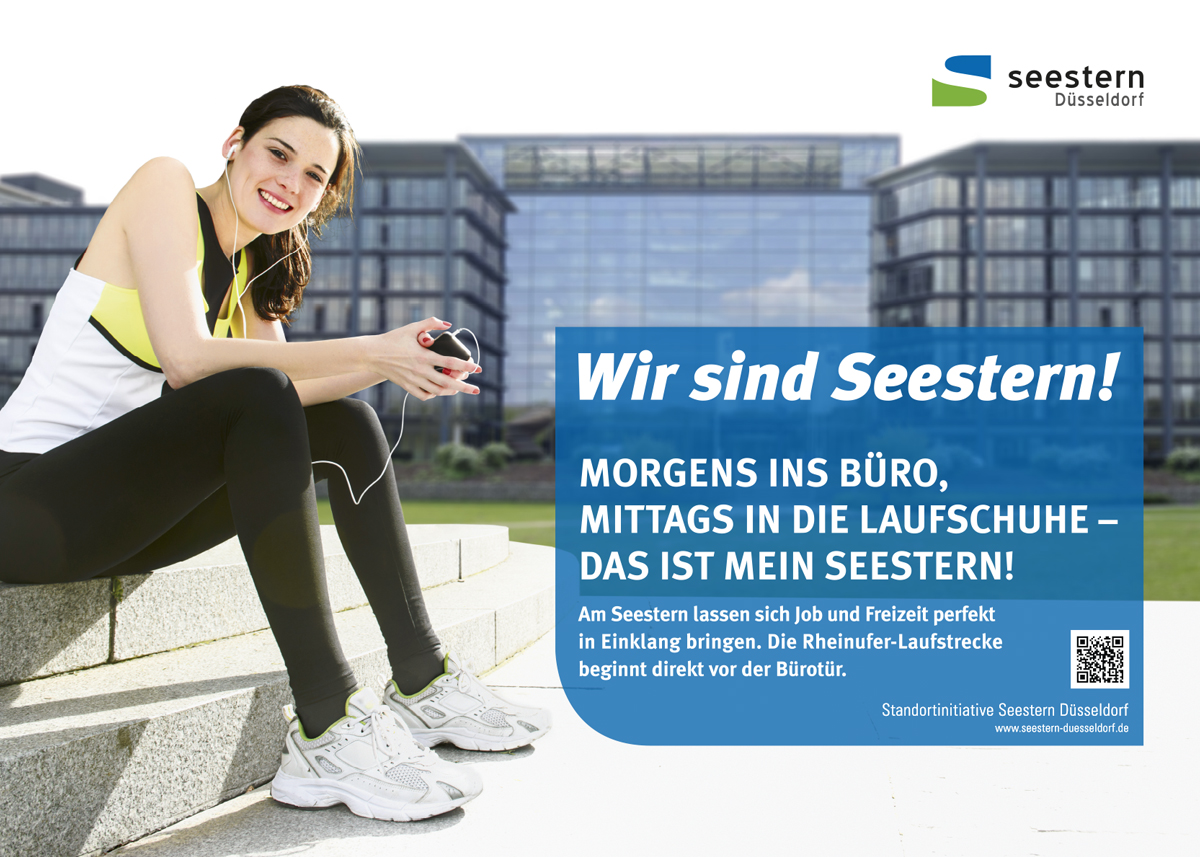 seestern
Düsseldorf
Wir sind Seestern!
MORGENS INS BÜRO,
MITTAGS IN DIE LAUFSCHUHE –
DAS IST MEIN SEESTERN!
Am Seestern lassen sich Job und Freizeit perfekt
in Einklang bringen. Die Rheinufer-Laufstrecke
beginnt direkt vor der Bürotür.
Standortinitiative Seestern Düsseldorf
www.seestern-duesseldorf.de